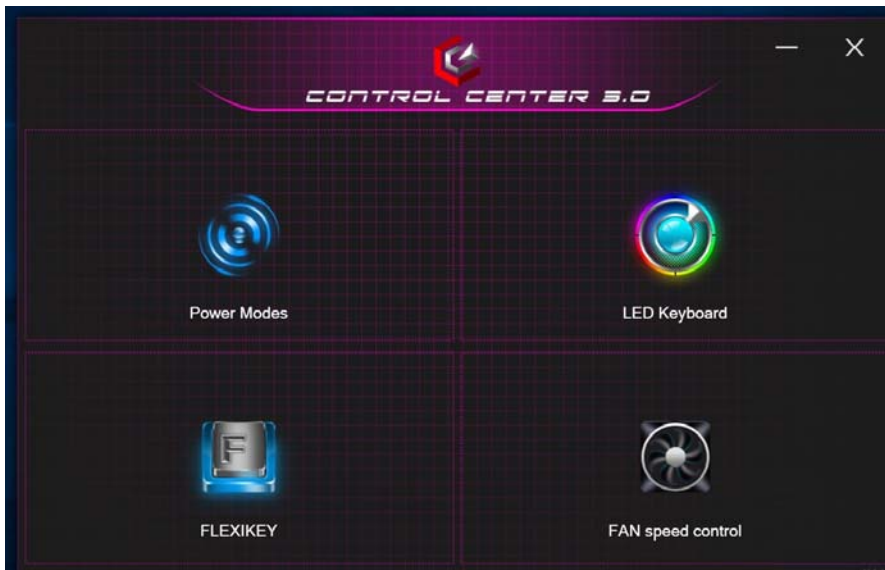 CONTROL CENTER 3.0
Power Modes
LED Keyboard
F
FLEXIKEY
FAN speed control